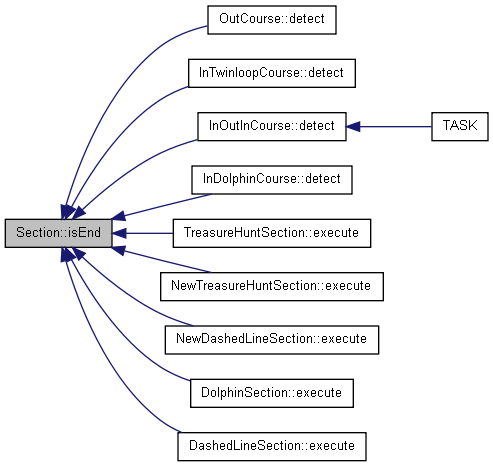 OutCourse::detect
InTwinloopCourse::detect
InOutInCourse::detect
TASK
InDolphinCourse::detect
Section::isEnd
TreasureHuntSection::execute
NewTreasureHuntSection::execute
NewDashedLineSection::execute
DolphinSection::execute
DashedLineSection::execute